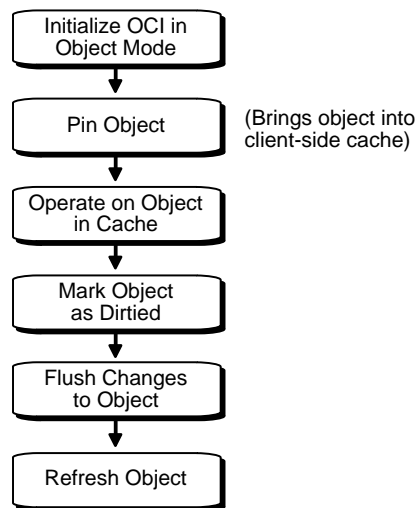 Initialize OCI in
Object Mode
Pin Object
(Brings object into
client-side cache)
Operate on Object
in Cache
Mark Object
as Dirtied
Flush Changes
to Object
Refresh Object